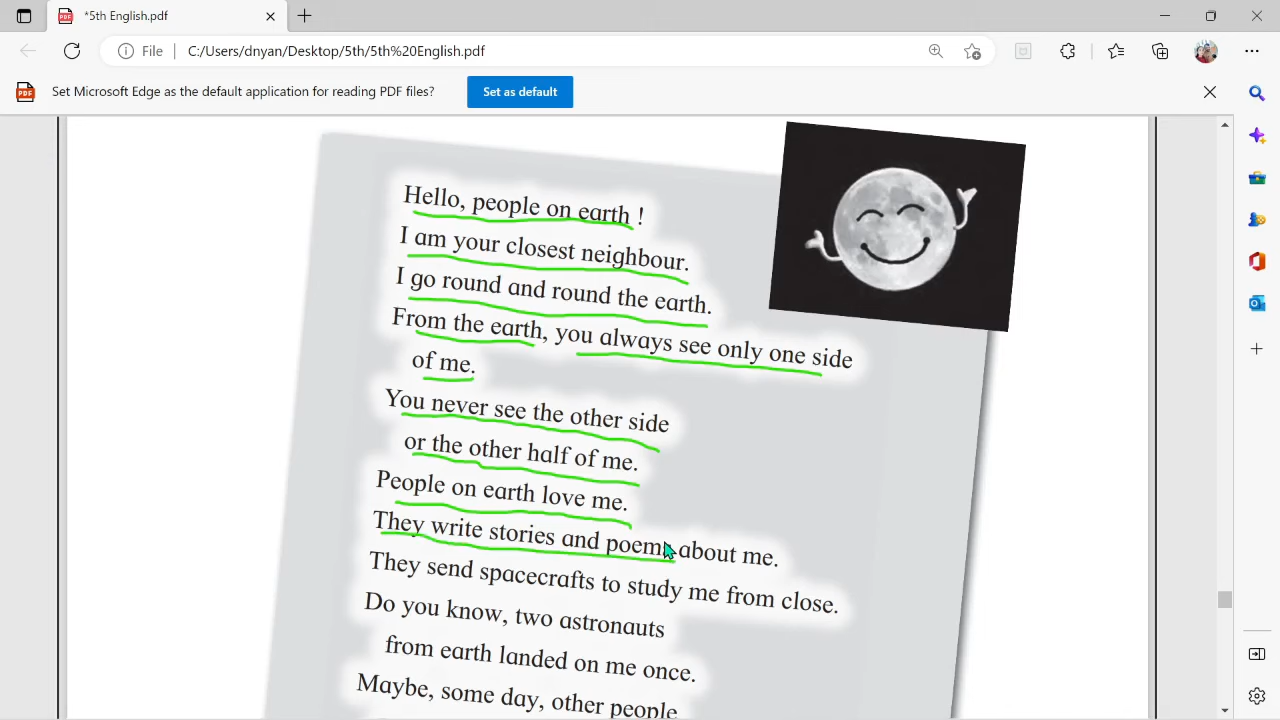 *5th English.pdf
File
C:/Users/dnyan/Desktop/5th/5th%20English.pdf
Set Microsoft Edge as the default application for reading PDF files?
Set as default
Hello, people on earth !
I am your closest neighbour.
I go round and round the earth.
From the earth, you always see only one side
of me.
You never see the other side
or the other half of me.
People on earth love me.
They write stories and poems about me.
They send spacecrafts to study me from close.
Do you know, two astronauts
from earth landed on me once.
Maybe, some day, other people